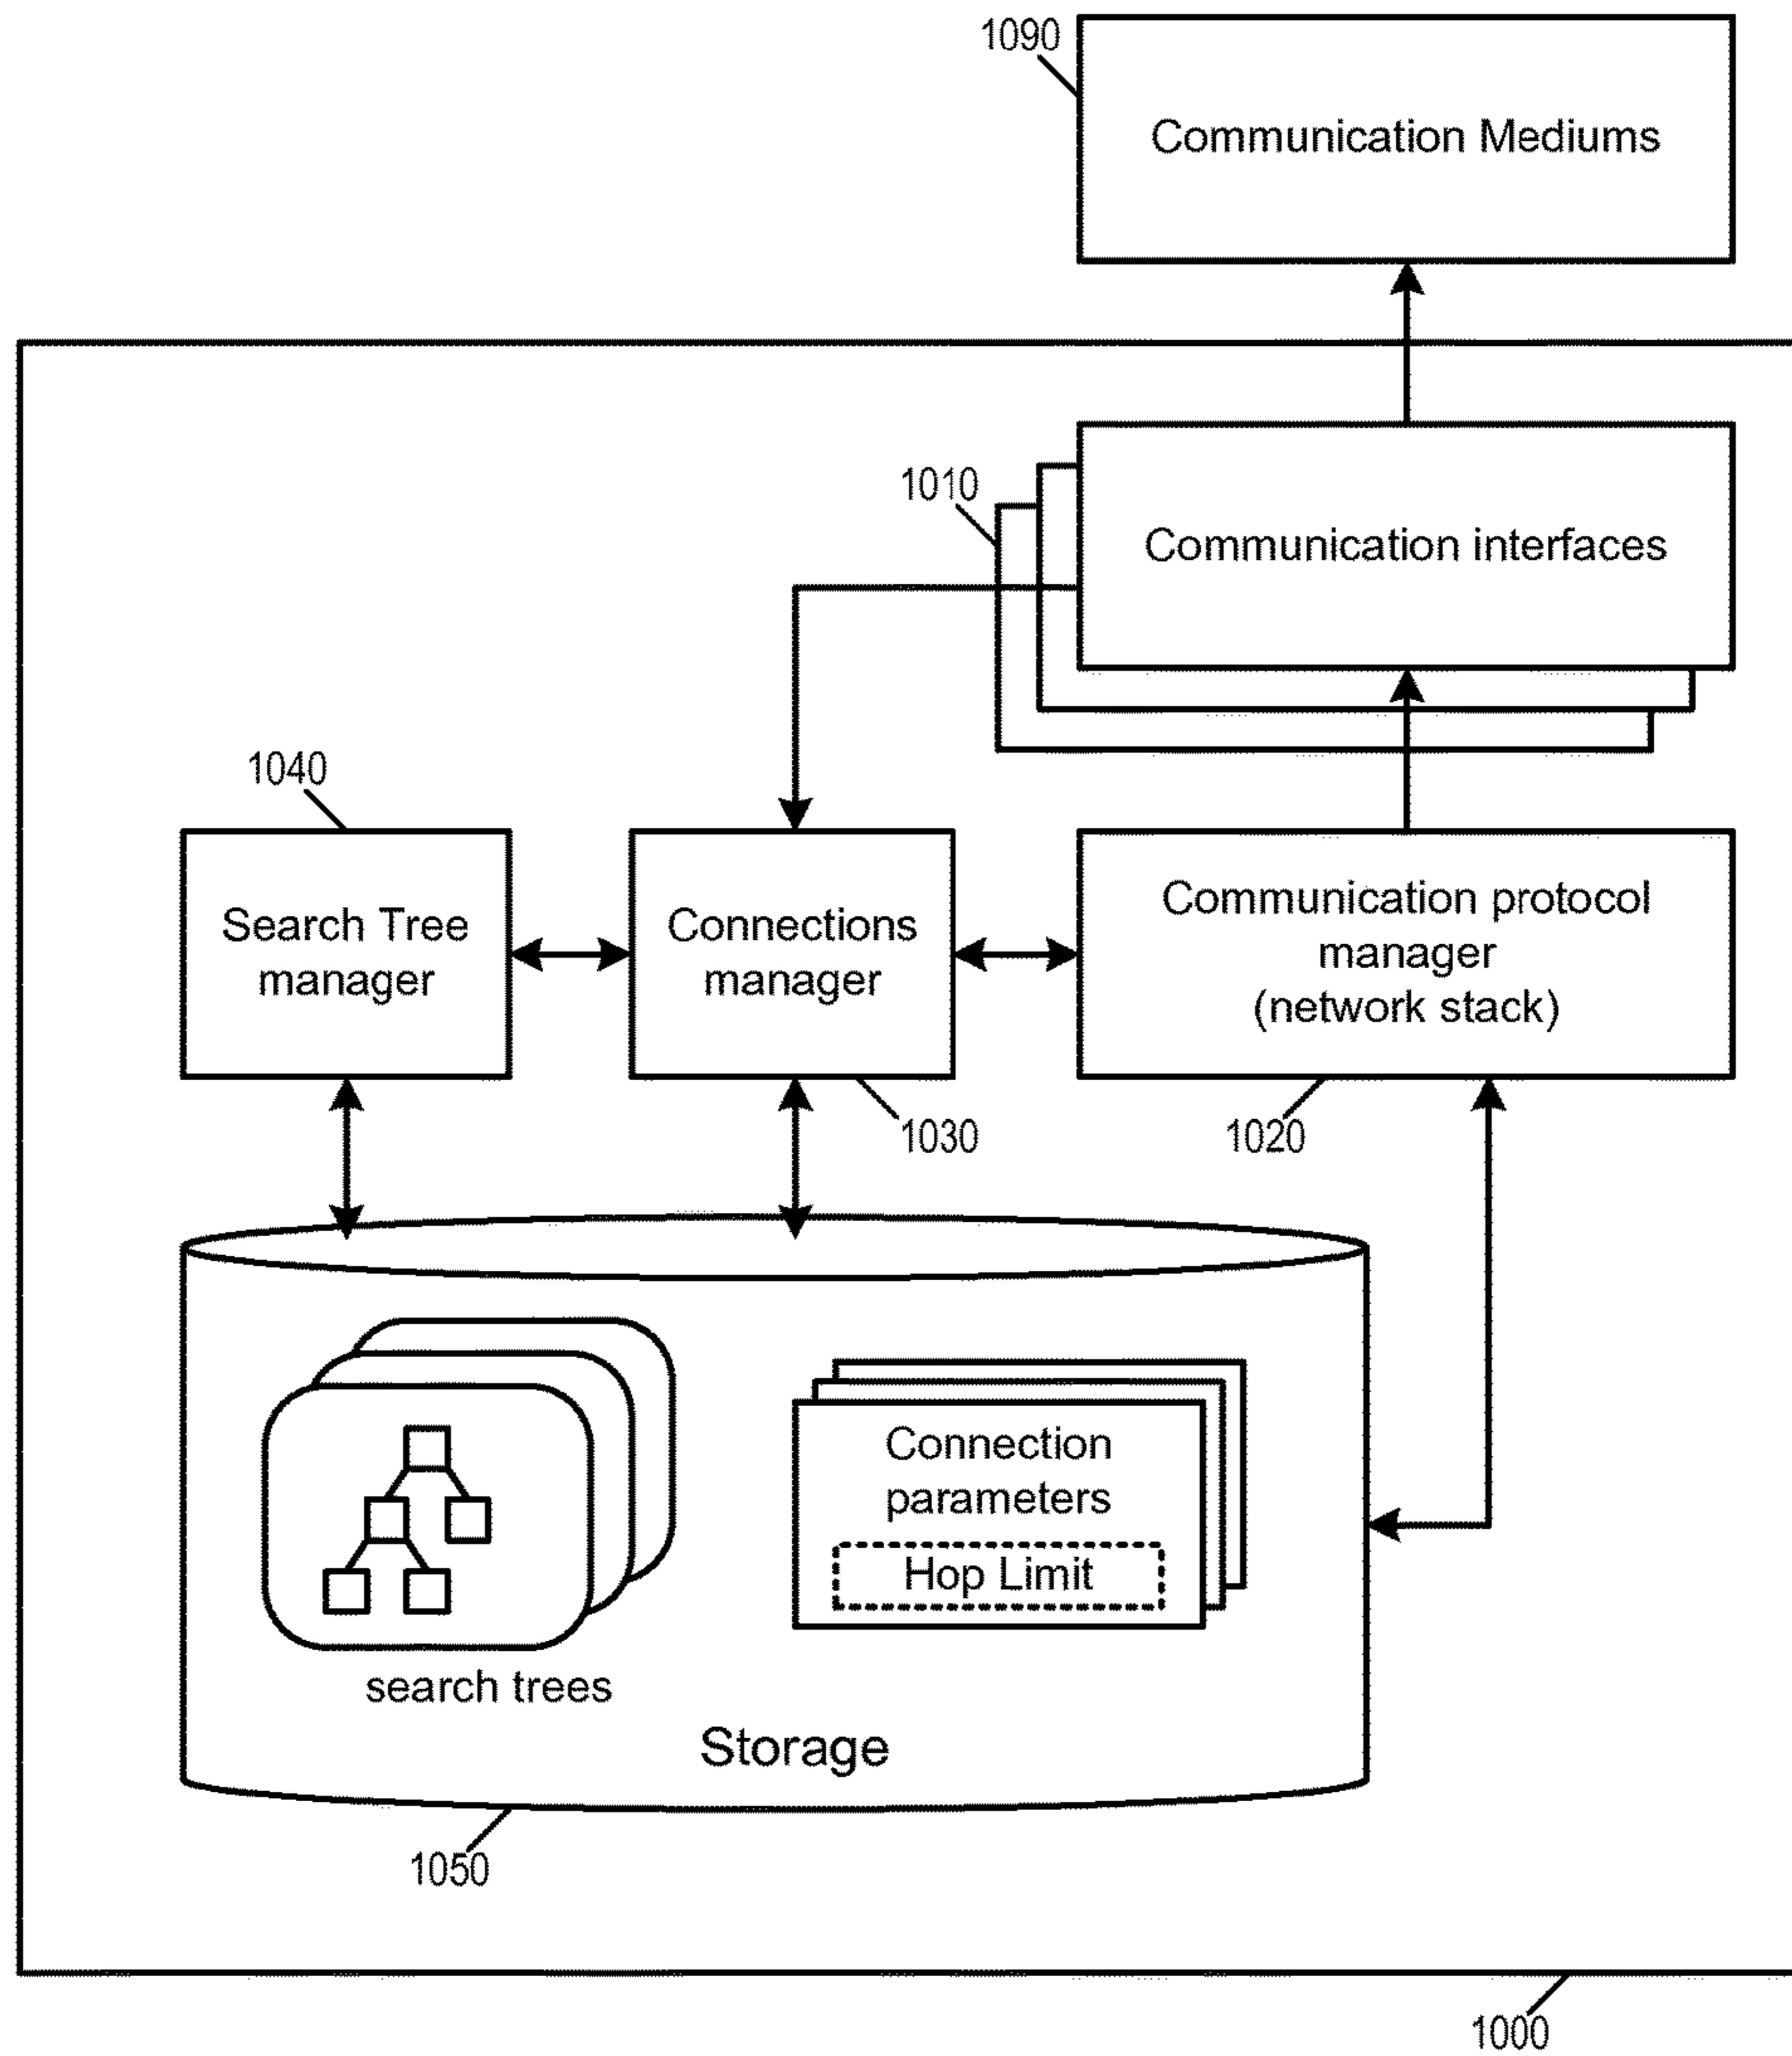 1090
Communication Mediums
1010
Communication interfaces
1040
Search Tree
manager
Connections
manager
Communication protocol
manager
(network stack)
1030
1020
Connection
parameters
Hop Limit
search trees
Storage
1050
1000